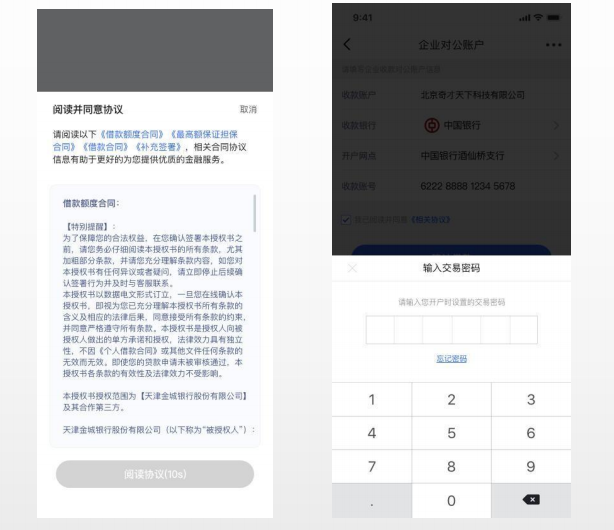 阅读并同意协议
取消
请阅读以下《借款额度合同》《最高额保证担保
合同》《借款合同》《补充签署》，相关合同协议
信息有助于更好的为您提供优质的金融服务。
借款额度合同：
【特别提醒】：
为了保障您的合法权益，在您确认签署本授权书之
前，请您务必仔细阅读本授权书的所有条款，尤其
加粗部分条款，并请您充分理解条款内容，如您对
本授权书有任何异议或者疑问，请立即停止后续确
认签署行为并及时与客服联系。
本授权书以数据电文形式订立，一旦您在线确认本
授权书，即视为您已充分理解本授权书所有条款的
含义及相应的法律后果，同意接受所有条款的约束，
并同意严格遵守所有条款。本授权书是授权人向被
授权人做出的单方承诺和授权，法律效力具有独立
性，不因《个人借款合同》或其他文件任何条款的
无效而无效。即使您的贷款申请未被审核通过，本
授权书各条款的有效性及法律效力不受影响。
本授权书授权范围为【天津金城银行股份有限公司】
及其合作第三方。
天津金城银行股份有限公司（以下称为“被授权人”）：
阅读协议(10s)
9:41
企业对公账户
收款账户 北京奇才天下科技有限公司
收款银行 中国银行
开户网点 中国银行酒仙桥支行
收款账号 6222 8888 1234 5678
我已阅读并同意《相关协议》
输入交易密码
请输入您开户时设置的交易密码
忘记密码
1 2 3
4 5 6
7 8 9
. 0